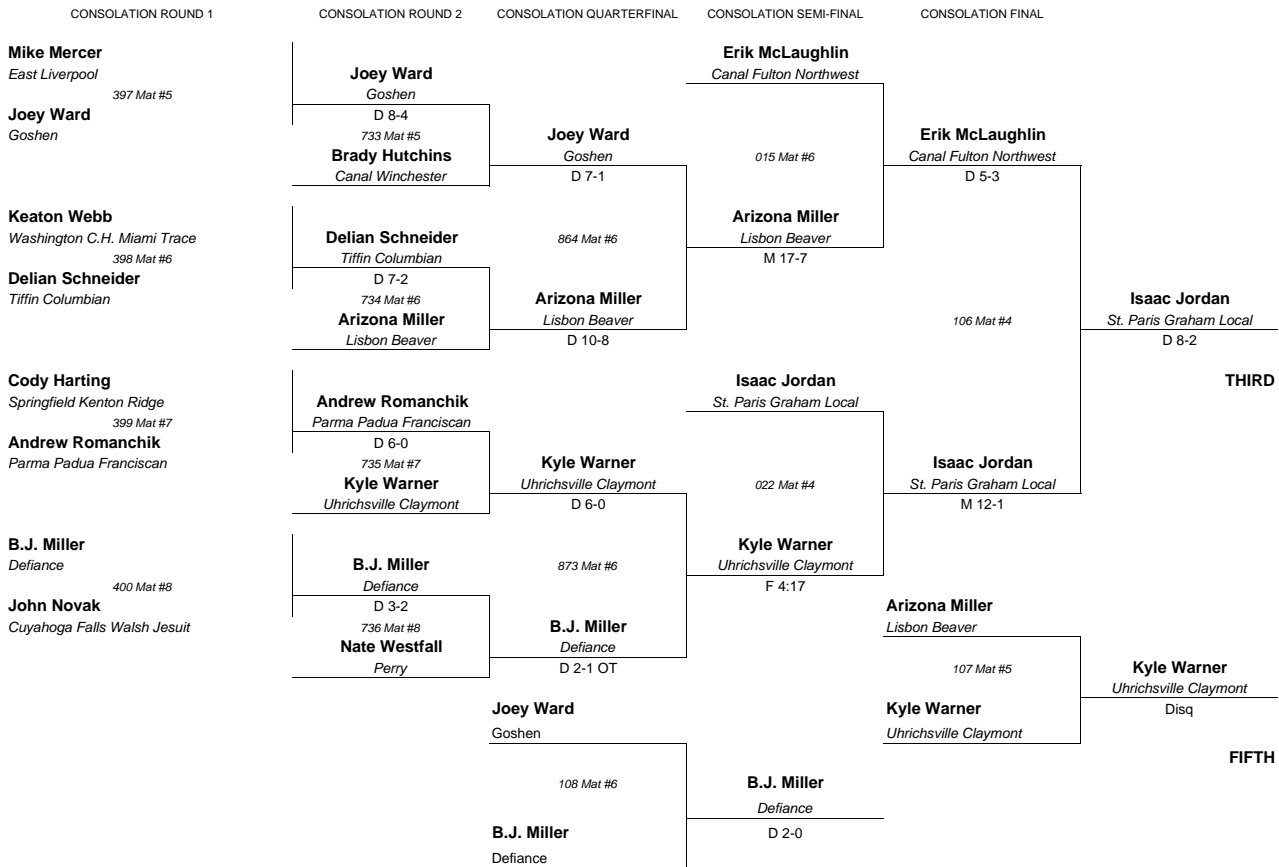 CONSOLATION ROUND 1
CONSOLATION ROUND 2
CONSOLATION QUARTERFINAL
CONSOLATION SEMI-FINAL
CONSOLATION FINAL
Mike Mercer
East Liverpool
397 Mat #5
Joey Ward
Goshen
Keaton Webb
Washington C.H. Miami Trace
398 Mat #6
Delian Schneider
Tiffin Columbian
Cody Harting
Springfield Kenton Ridge
399 Mat #7
Andrew Romanchik
Parma Padua Franciscan
B.J. Miller
Defiance
400 Mat #8
John Novak
Cuyahoga Falls Walsh Jesuit
Joey Ward
Goshen
D 8-4
733 Mat #5
Brady Hutchins
Canal Winchester
Delian Schneider
Tiffin Columbian
D 7-2
734 Mat #6
Arizona Miller
Lisbon Beaver
Andrew Romanchik
Parma Padua Franciscan
D 6-0
735 Mat #7
Kyle Warner
Uhrichsville Claymont
B.J. Miller
Defiance
D 3-2
736 Mat #8
Nate Westfall
Perry
Joey Ward
Goshen
D 7-1
864 Mat #6
Arizona Miller
Lisbon Beaver
D 10-8
Kyle Warner
Uhrichsville Claymont
D 6-0
873 Mat #6
B.J. Miller
Defiance
D 2-1 OT
Joey Ward
Goshen
108 Mat #6
B.J. Miller
Defiance
Erik McLaughlin
Canal Fulton Northwest
015 Mat #6
Arizona Miller
Lisbon Beaver
M 17-7
Isaac Jordan
St. Paris Graham Local
022 Mat #4
Kyle Warner
Uhrichsville Claymont
F 4:17
B.J. Miller
Defiance
D 2-0
Erik McLaughlin
Canal Fulton Northwest
D 5-3
106 Mat #4
Isaac Jordan
St. Paris Graham Local
M 12-1
Arizona Miller
Lisbon Beaver
107 Mat #5
Kyle Warner
Uhrichsville Claymont
Isaac Jordan
St. Paris Graham Local
D 8-2
THIRD
Kyle Warner
Uhrichsville Claymont
Disq
FIFTH